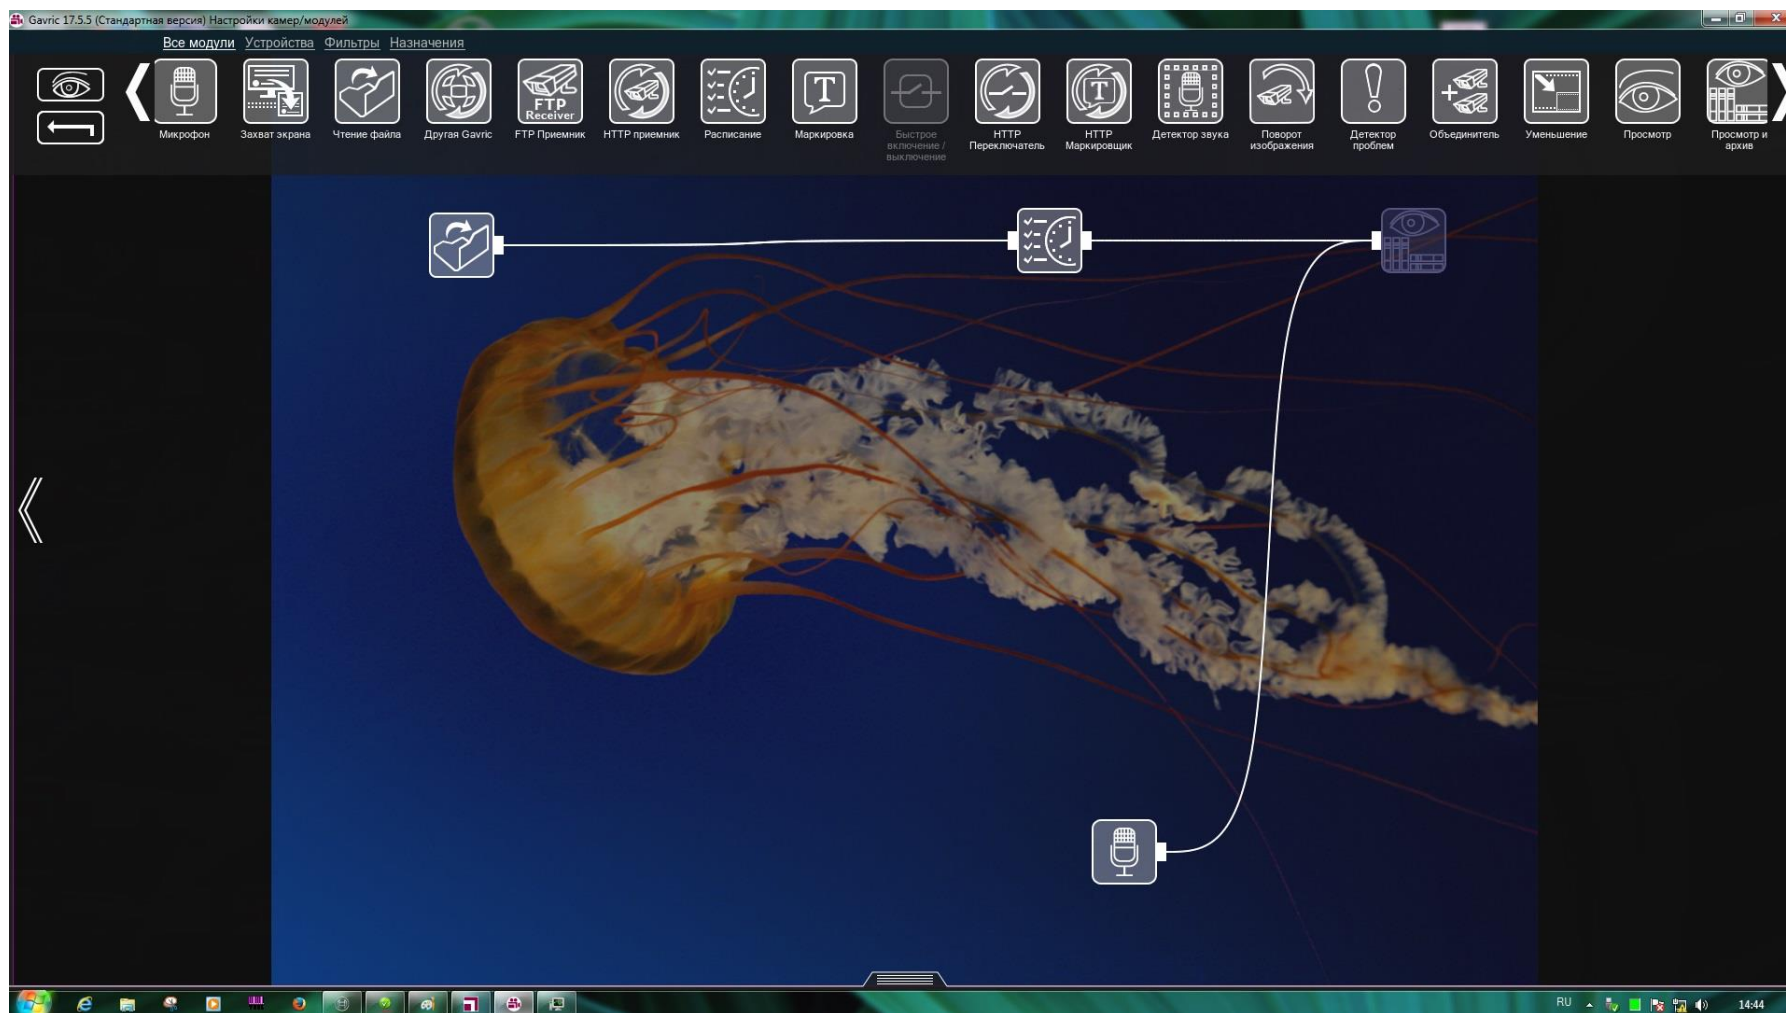 Gavric 17.5.5 (Стандартная версия) Настройки камер/модулей
Все модули Устройства Фильтры Назначения
FTP
Receiver
T
T
Микрофон
Захват экрана
Чтение файла
Другая Gavric
FTP Приемник
HTTP приемник
Расписание
Маркировка
Быстрое
включение /
выключение
HTTP
Переключатель
HTTP
Маркировщик
Детектор звука
Поворот
изображения
Детектор
проблем
Объединитель
Уменьшение
Просмотр
Просмотр и
архив
RU
14:44